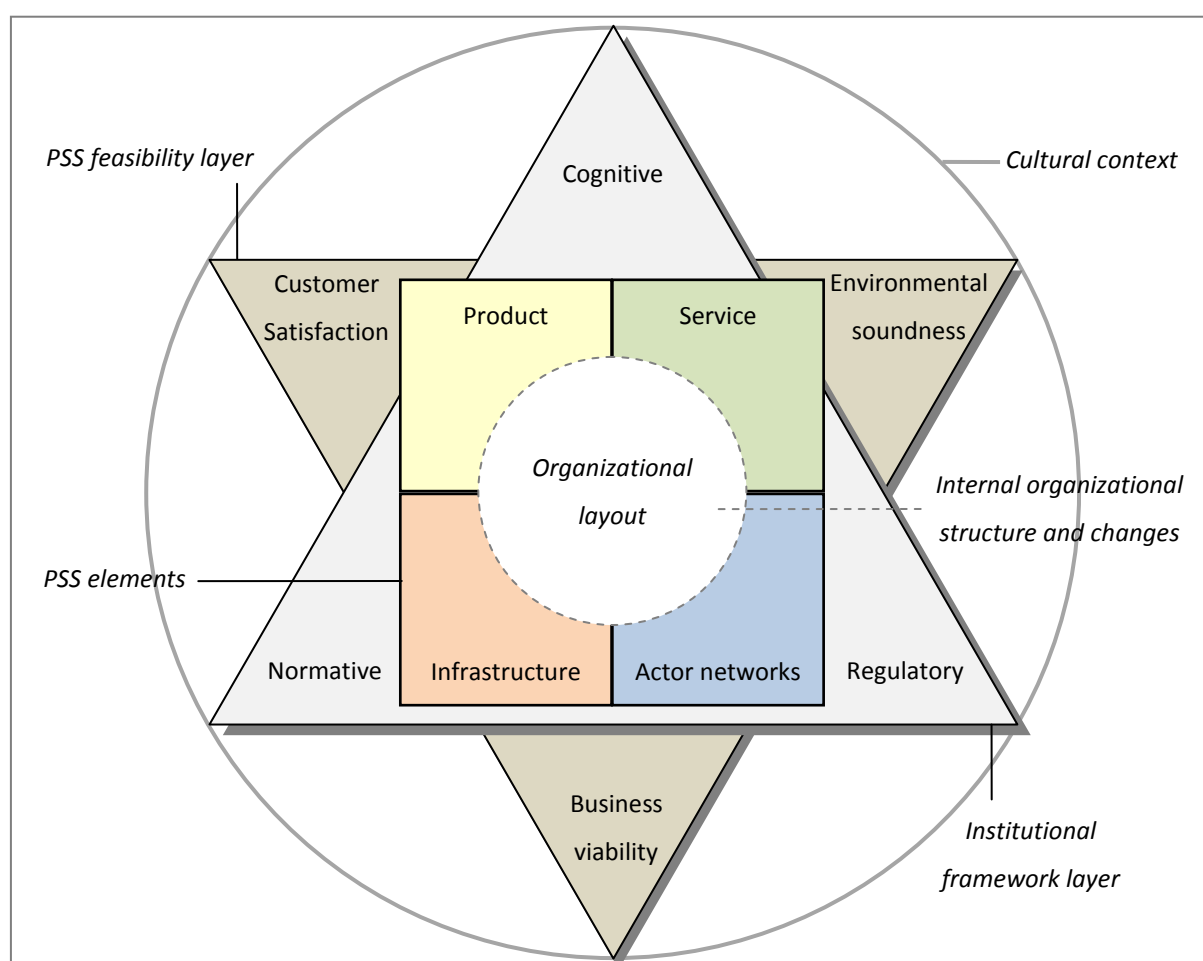 PSS feasibility layer
Cultural context
Cognitive
Customer
Satisfaction
Environmental
soundness
Product
Service
Organizational
layout
Internal organizational
structure and changes
PSS elements
Normative
Infrastructure
Actor networks
Regulatory
Business
viability
Institutional
framework layer